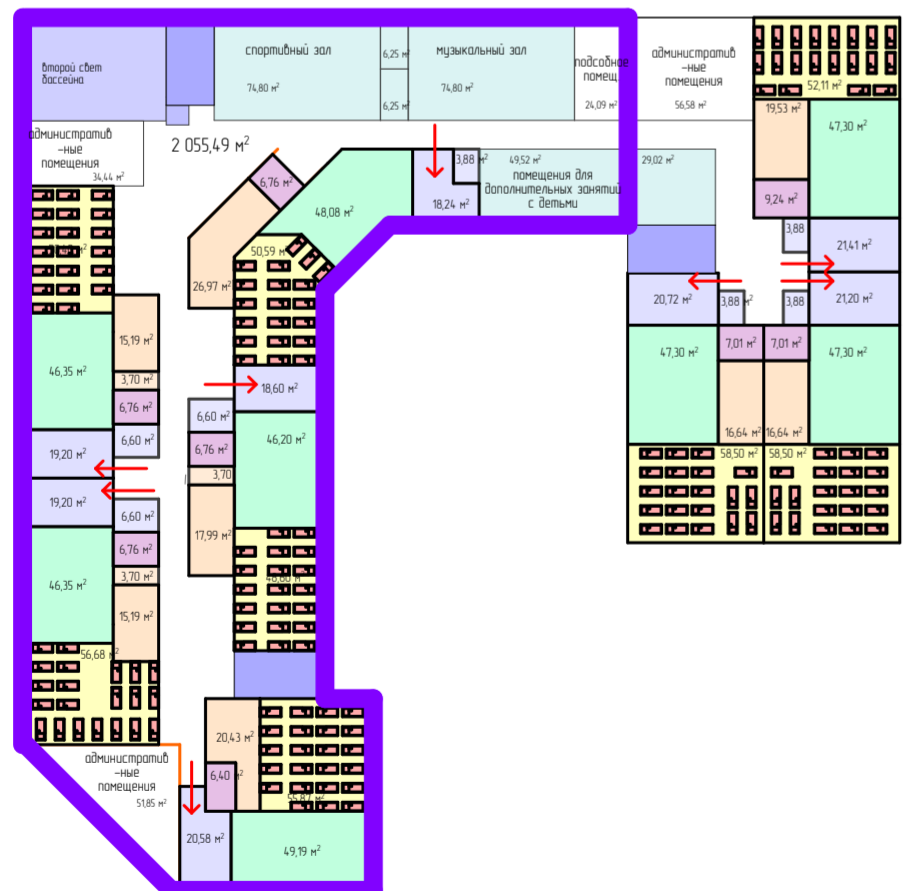 второй свет
бассейна
спортивный зал
74,80 м²
6,25 м²
6,25 м²
музыкальный зал
74,80 м²
подсобное
помещ.
24,09 м²
административ
-ные
помещения
56,58 м²
52,11 м²
19,53 м²
47,30 м²
9,24 м²
3,88
21,41 м²
21,20 м²
административ
-ные
помещения
34,44 м²
2 055,49 м²
6,76 м²
48,08 м²
3,88 м²
18,24 м²
49,52 м²
помещения для
дополнительных занятий
с детьми
29,02 м²
50,59 м²
26,97 м²
15,19 м²
46,35 м²
3,70 м²
6,76 м²
6,60 м²
19,20 м²
19,20 м²
6,60 м²
6,76 м²
3,70 м²
46,35 м²
15,19 м²
56,68 м²
18,60 м²
6,60 м²
46,20 м²
6,76 м²
3,70
17,99 м²
20,72 м²
3,88 м²
3,88
47,30 м²
7,01 м²
7,01 м²
47,30 м²
16,64 м²
16,64 м²
58,50 м²
58,50 м²
административ
-ные
помещения
51,85 м²
20,43 м²
6,40 м²
55,87 м²
20,58 м²
49,19 м²